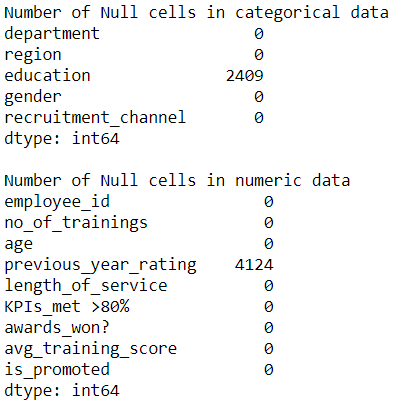 Number of Null cells in categorical data
department 0
region 0
education 2409
gender 0
recruitment_channel 0
dtype: int64
Number of Null cells in numeric data
employee_id 0
no_of_trainings 0
age 0
previous_year_rating 4124
length_of_service 0
KPIs_met >80% 0
awards_won? 0
avg_training_score 0
is_promoted 0
dtype: int64